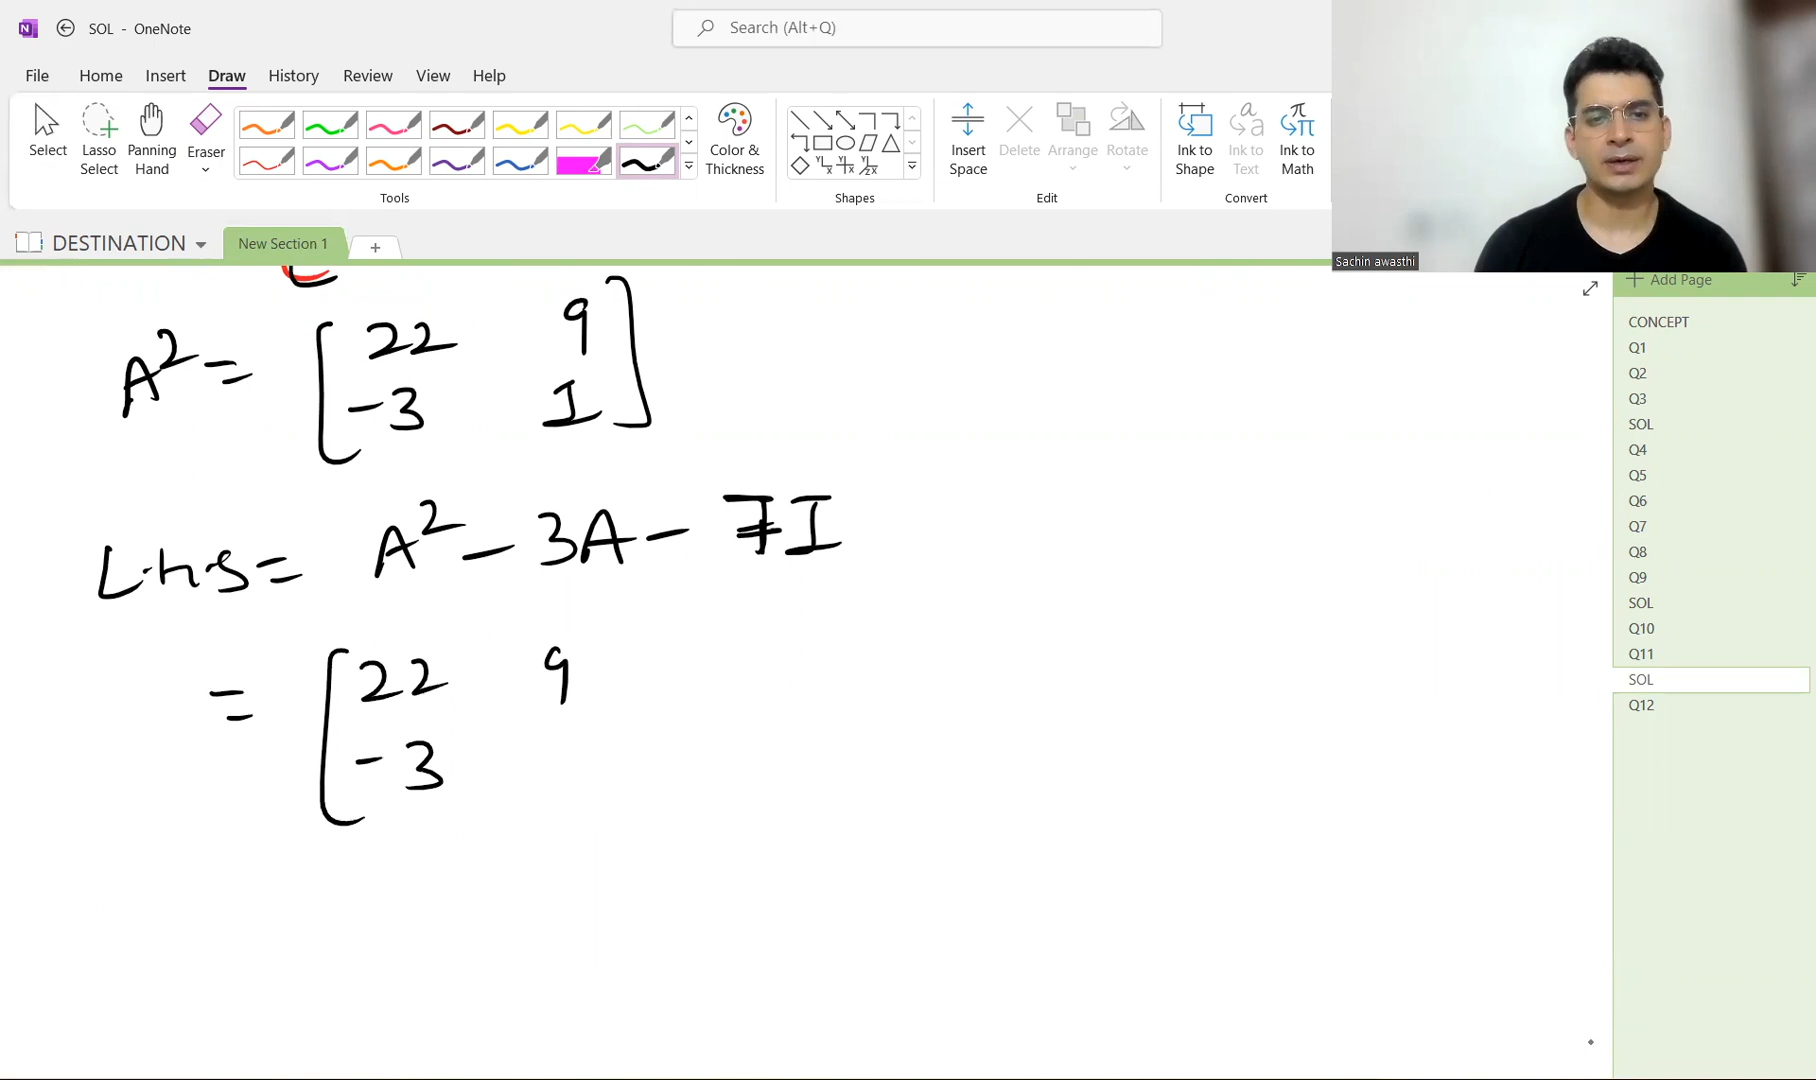 SOL - OneNote
Search (Alt+Q)
File Home Insert Draw History Review View Help
Select
Lasso Select
Panning Hand
Eraser
Color & Thickness
Insert Space
Delete
Arrange
Rotate
Ink to Shape
Ink to Text
Ink to Math
Tools
Shapes
Edit
Convert
Sachin awasthi
DESTINATION
New Section 1
+
Add Page
CONCEPT
Q1
Q2
Q3
SOL
Q4
Q5
Q6
Q7
Q8
Q9
SOL
Q10
Q11
SOL
Q12
A² = [ 22 9
-3 1 ]
L.h.s = A² - 3A - 7I
= [ 22 9
-3